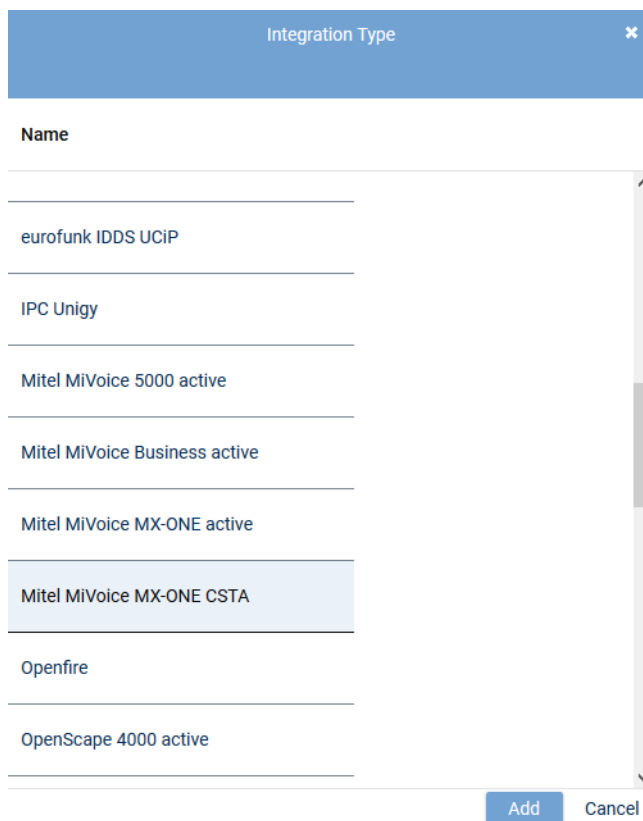 Integration Type
Name
eurofunk IDDS UCiP
IPC Unigy
Mitel MiVoice 5000 active
Mitel MiVoice Business active
Mitel MiVoice MX-ONE active
Mitel MiVoice MX-ONE CSTA
Openfire
OpenScape 4000 active
Add Cancel